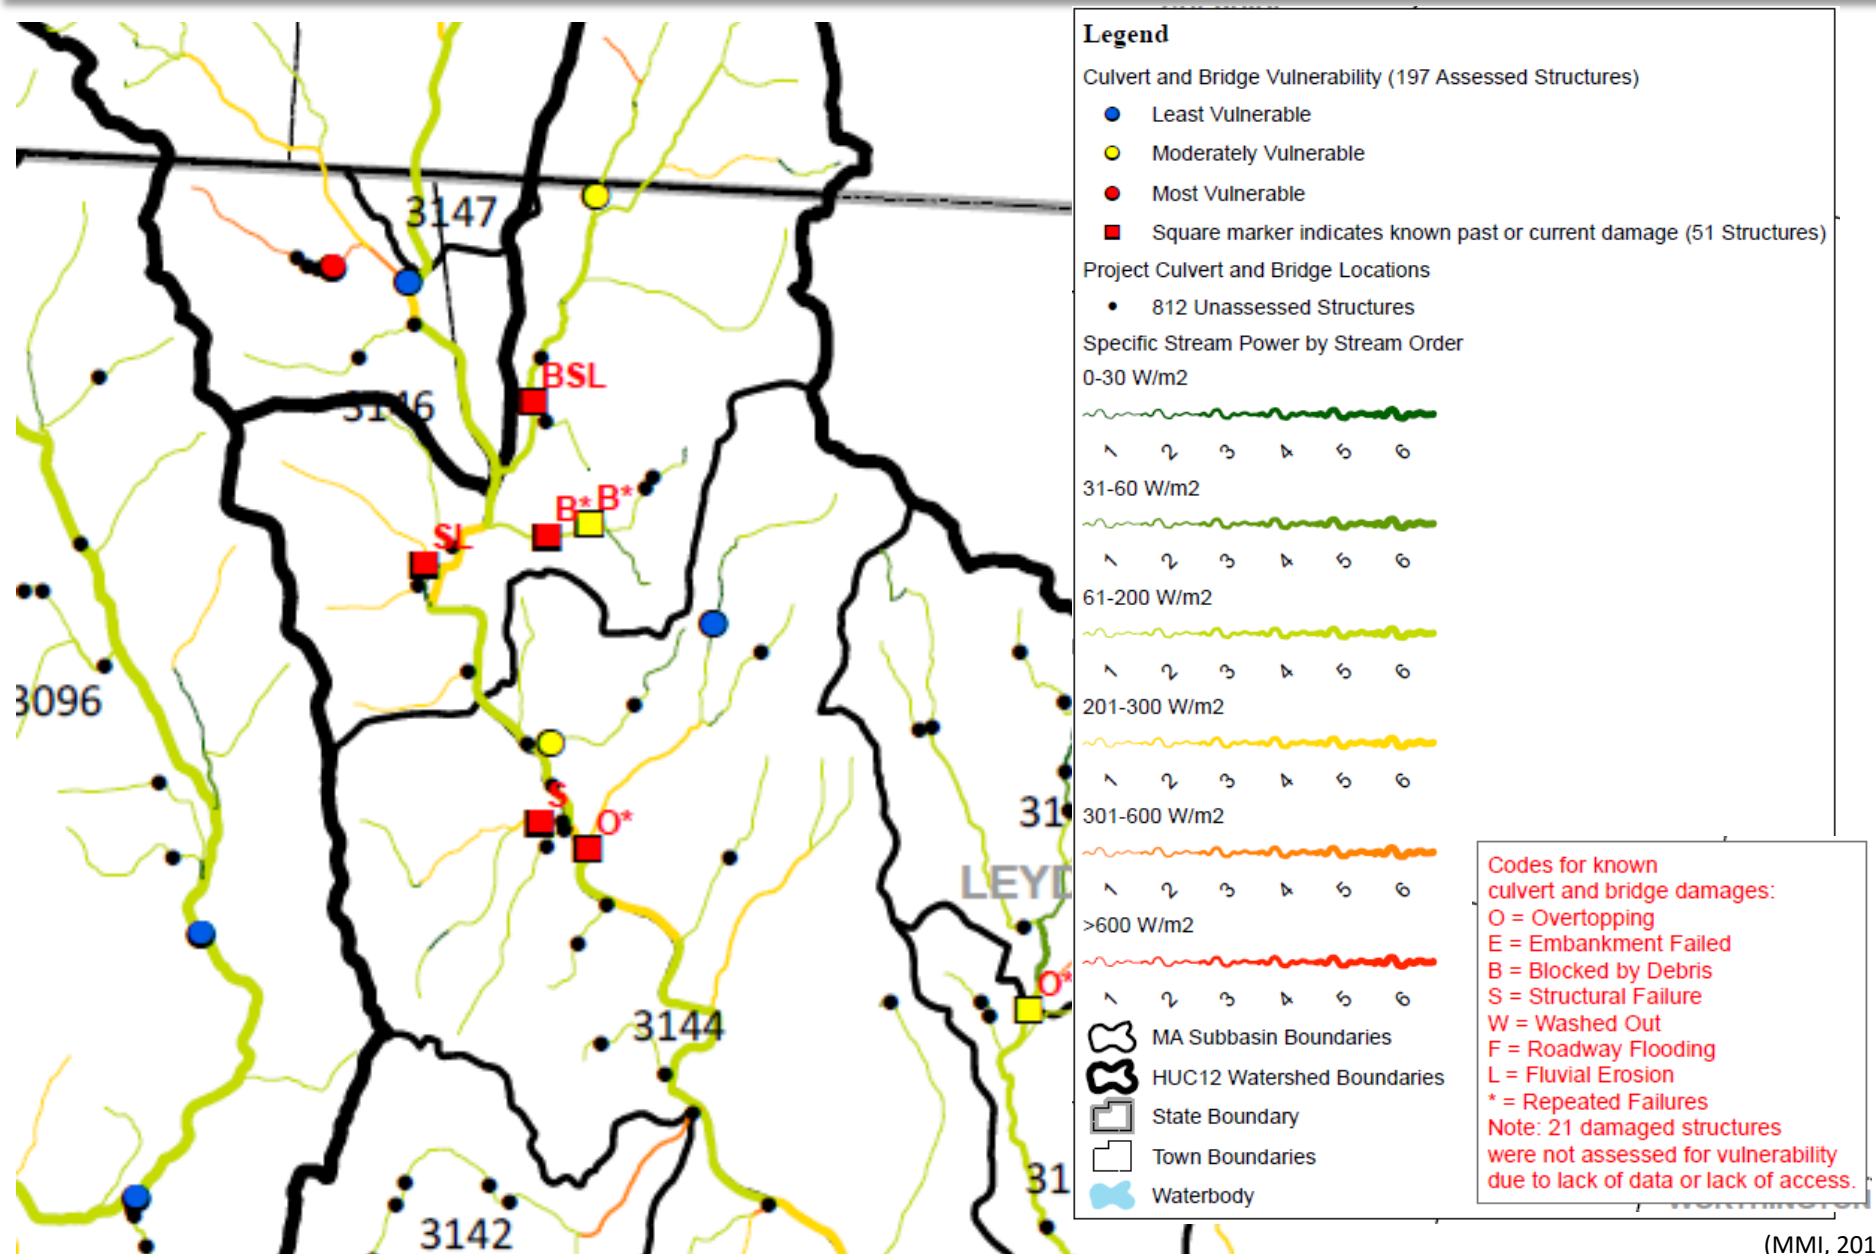 3147
BSL
3146
B* B*
SL
3096
S
O*
LEYD
O*
3144
3142
Legend
Culvert and Bridge Vulnerability (197 Assessed Structures)
Least Vulnerable
Moderately Vulnerable
Most Vulnerable
Square marker indicates known past or current damage (51 Structures)
Project Culvert and Bridge Locations
812 Unassessed Structures
Specific Stream Power by Stream Order
0-30 W/m2
1 2 3 4 5 6
31-60 W/m2
1 2 3 4 5 6
61-200 W/m2
1 2 3 4 5 6
201-300 W/m2
1 2 3 4 5 6
301-600 W/m2
1 2 3 4 5 6
>600 W/m2
1 2 3 4 5 6
MA Subbasin Boundaries
HUC12 Watershed Boundaries
State Boundary
Town Boundaries
Waterbody
Codes for known
culvert and bridge damages:
O = Overtopping
E = Embankment Failed
B = Blocked by Debris
S = Structural Failure
W = Washed Out
F = Roadway Flooding
L = Fluvial Erosion
* = Repeated Failures
Note: 21 damaged structures
were not assessed for vulnerability
due to lack of data or lack of access.
31
31
WORTHINGTON
(MMI, 201